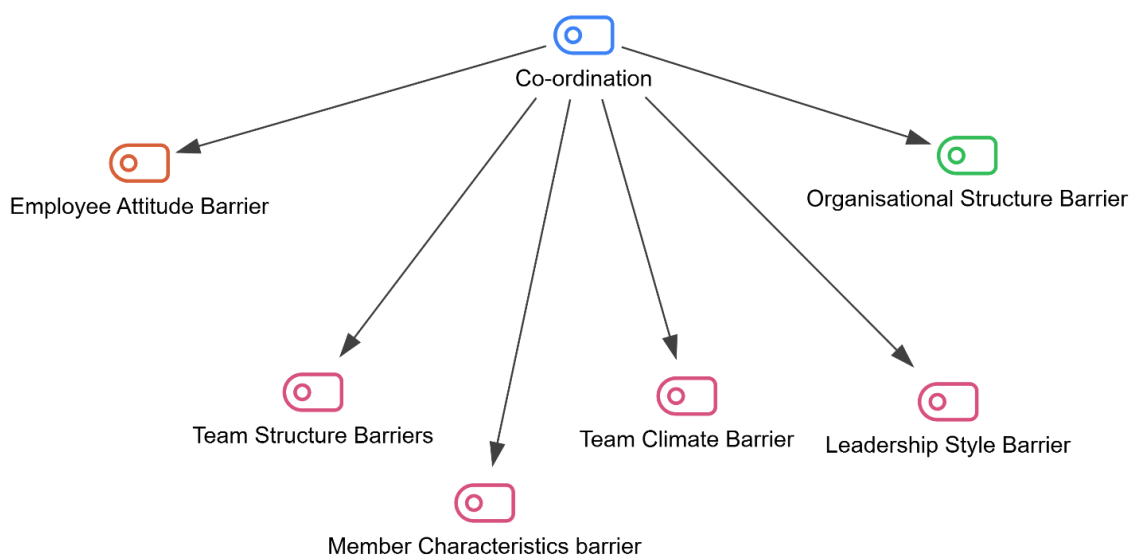 Co-ordination
Employee Attitude Barrier
Organisational Structure Barrier
Team Structure Barriers
Team Climate Barrier
Leadership Style Barrier
Member Characteristics barrier